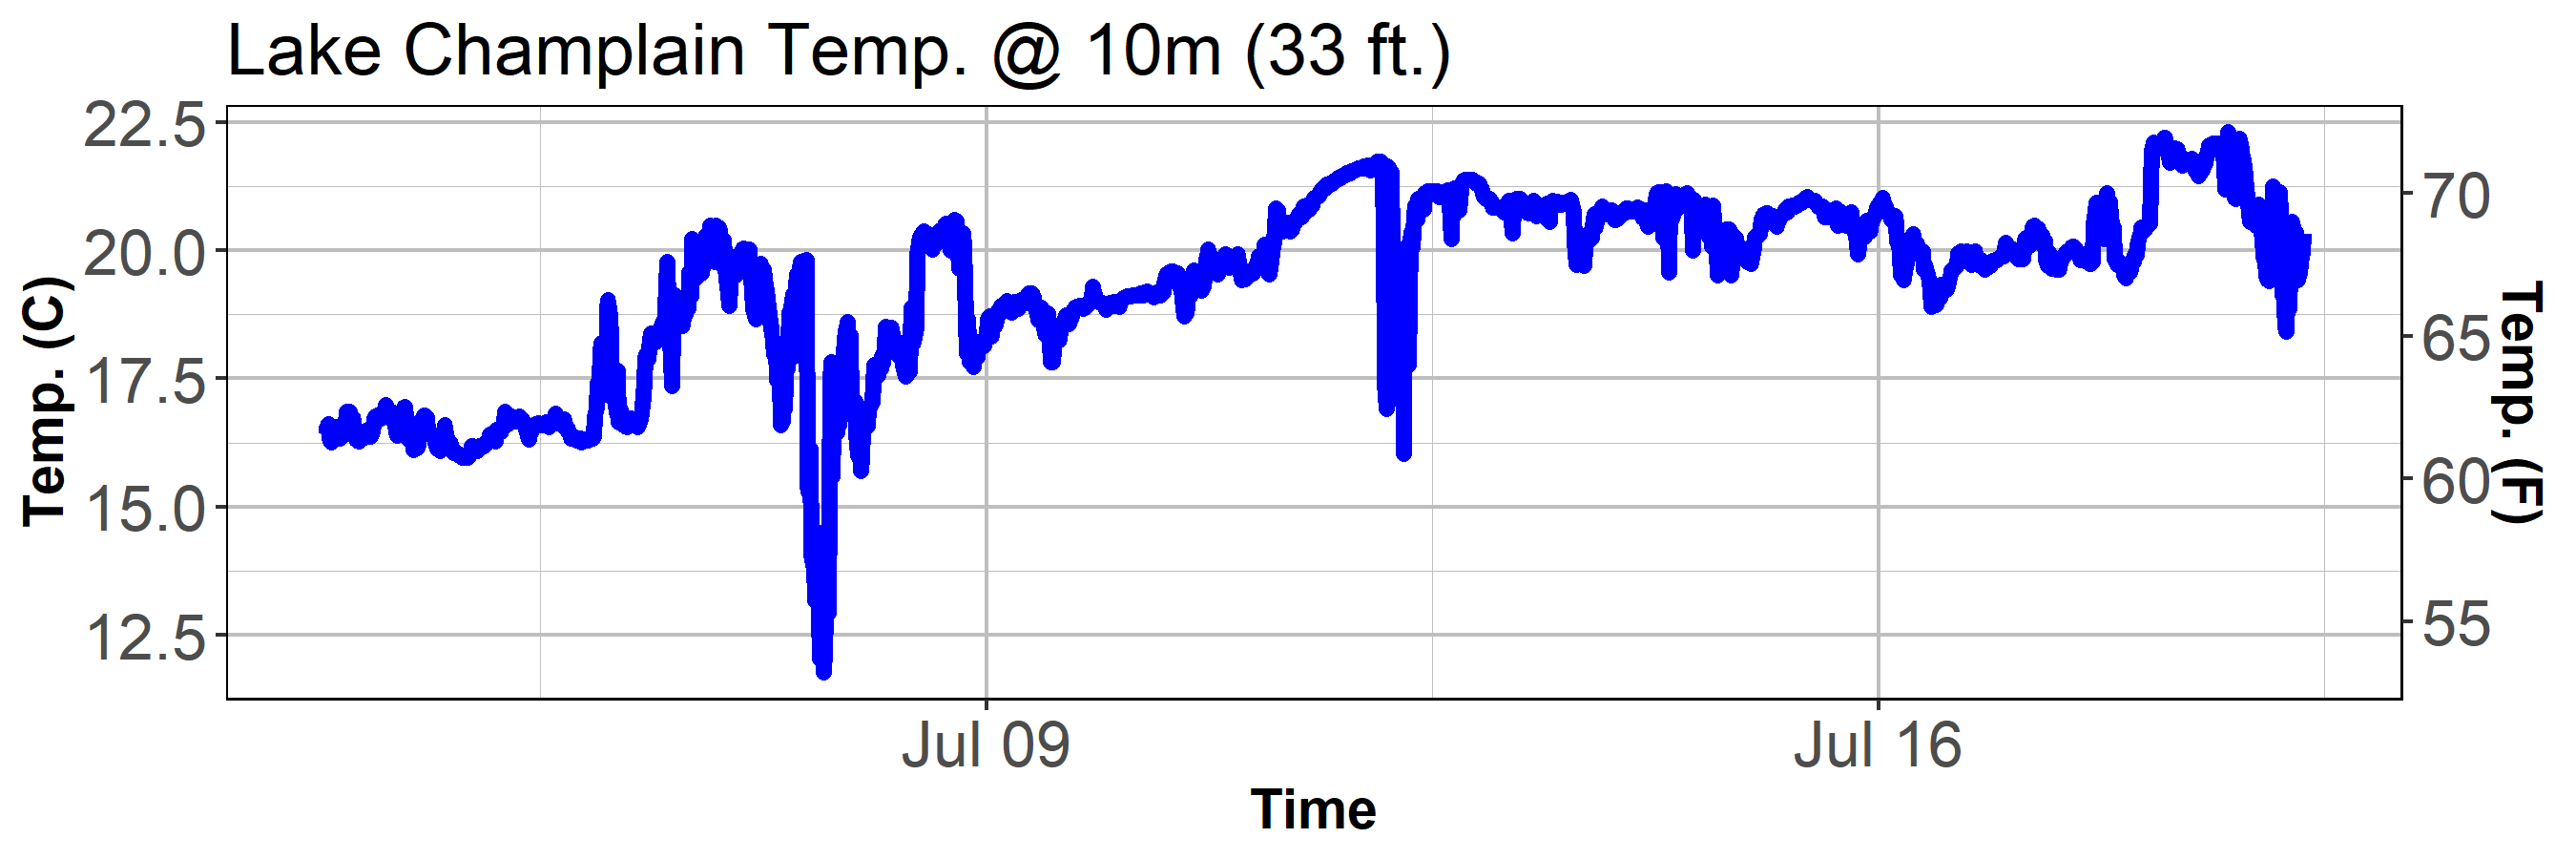 Lake Champlain Temp. @ 10m (33 ft.)
22.5
20.0
17.5
15.0
12.5
Temp. (C)
70
65
60
55
Temp. (F)
Jul 09
Jul 16
Time